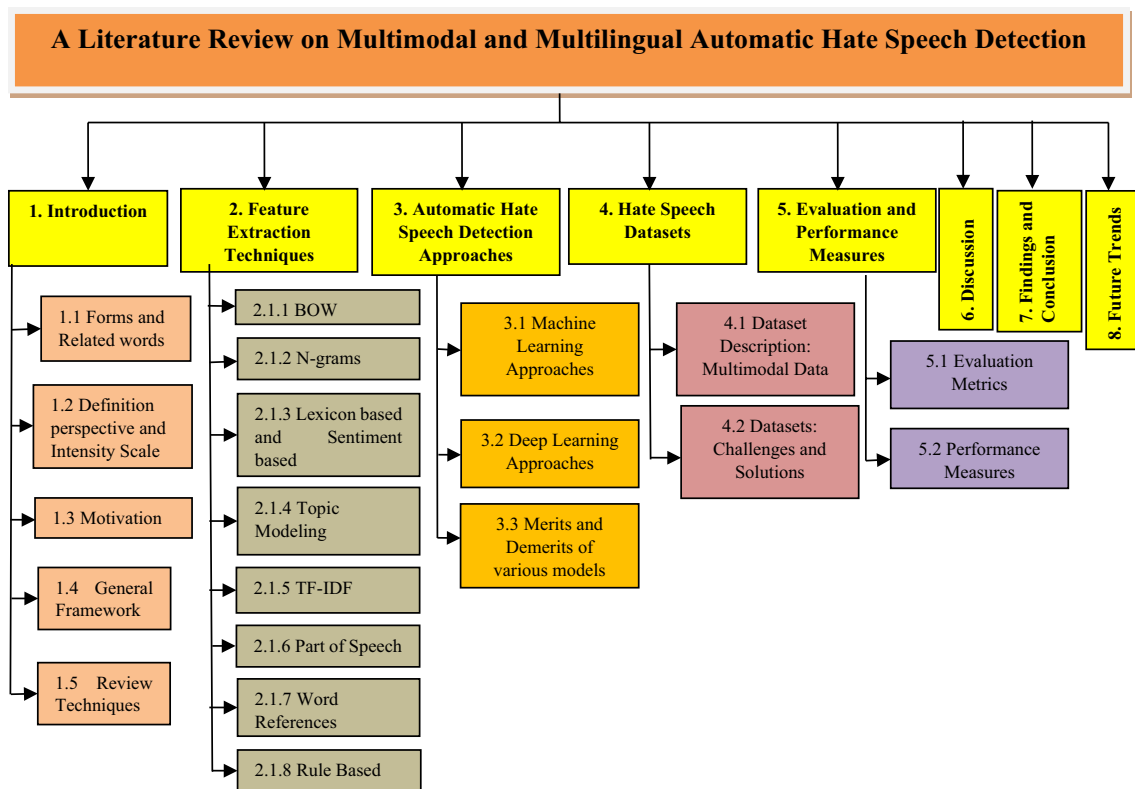 A Literature Review on Multimodal and Multilingual Automatic Hate Speech Detection
1. Introduction
1.1 Forms and
Related words
1.2 Definition
perspective and
Intensity Scale
1.3 Motivation
1.4 General
Framework
1.5 Review
Techniques
2. Feature
Extraction
Techniques
2.1.1 BOW
2.1.2 N-grams
2.1.3 Lexicon based
and Sentiment
based
2.1.4 Topic
Modeling
2.1.5 TF-IDF
2.1.6 Part of Speech
2.1.7 Word
References
2.1.8 Rule Based
3. Automatic Hate
Speech Detection
Approaches
3.1 Machine
Learning
Approaches
3.2 Deep Learning
Approaches
3.3 Merits and
Demerits of
various models
4. Hate Speech
Datasets
4.1 Dataset
Description:
Multimodal Data
4.2 Datasets:
Challenges and
Solutions
5. Evaluation and
Performance
Measures
5.1 Evaluation
Metrics
5.2 Performance
Measures
6. Discussion
7. Findings and
Conclusion
8. Future Trends